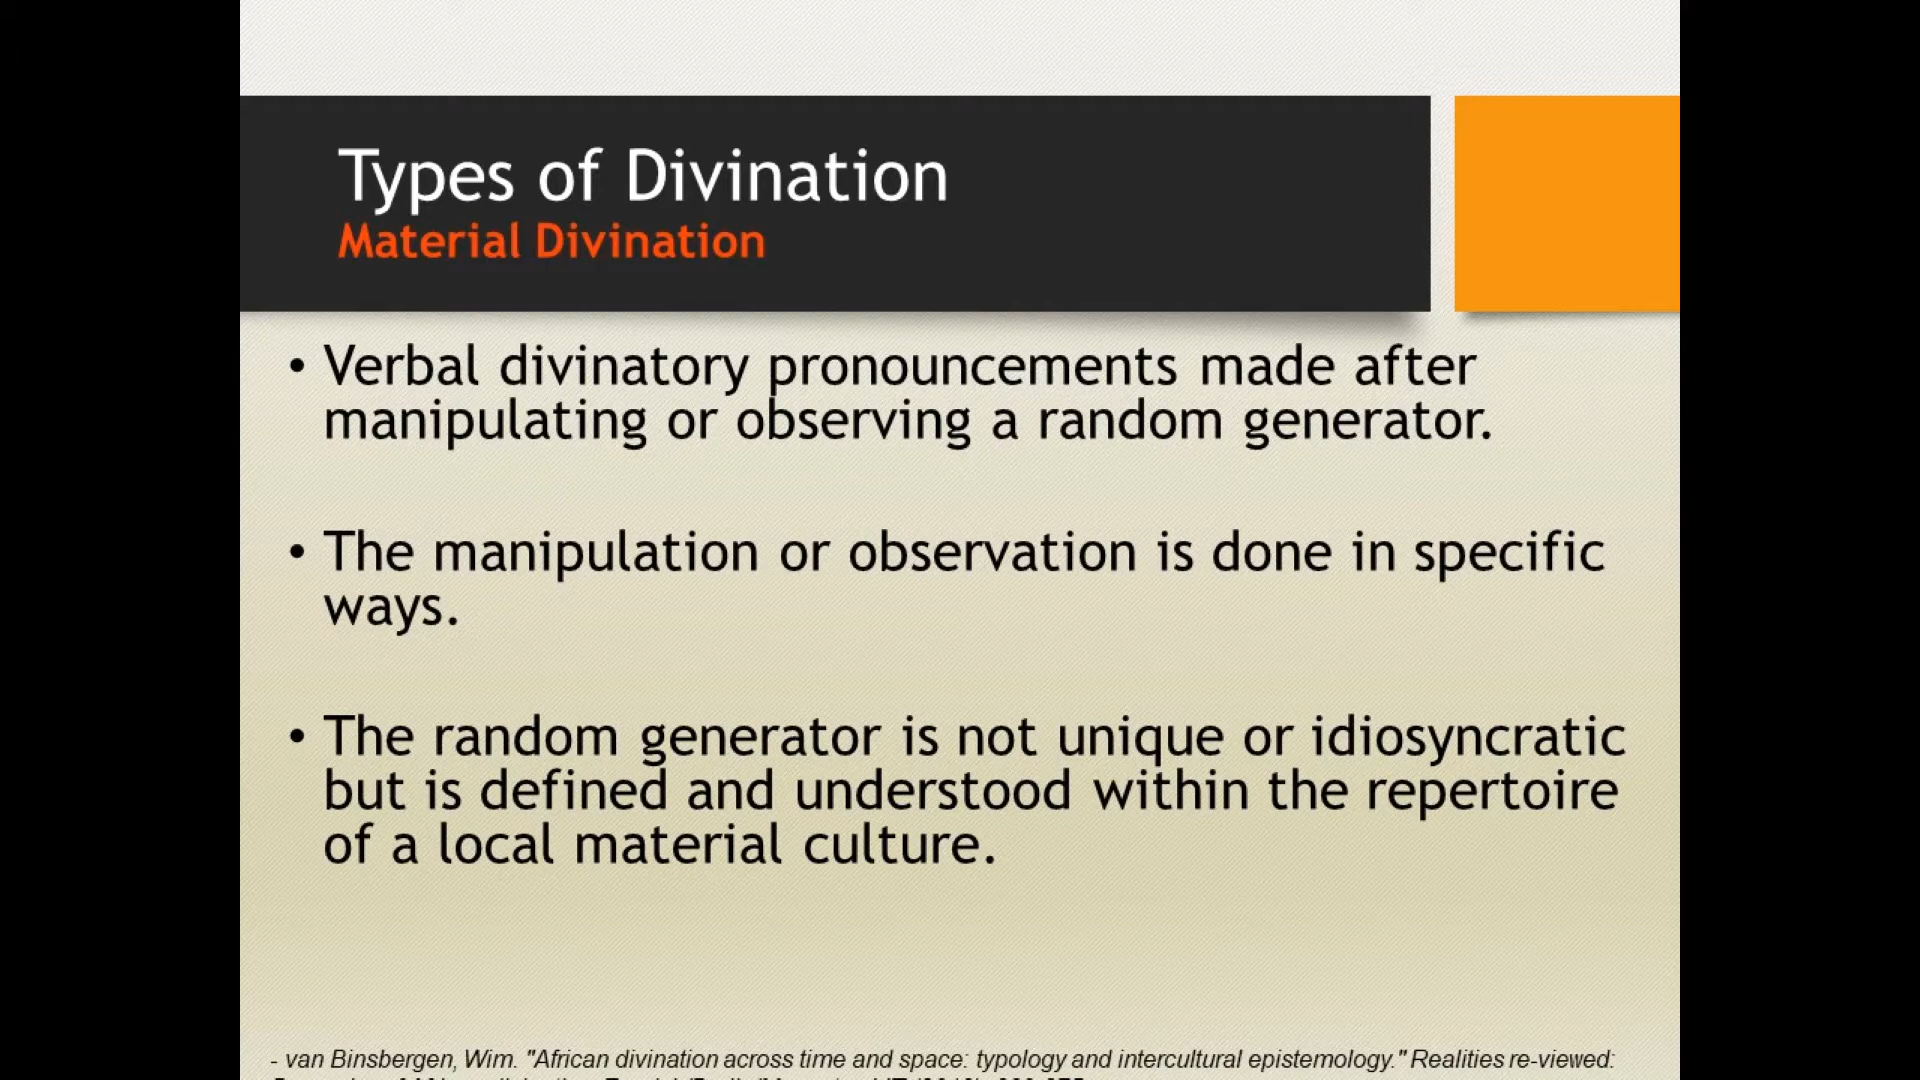 Types of Divination
Material Divination
• Verbal divinatory pronouncements made after
manipulating or observing a random generator.
• The manipulation or observation is done in specific
ways.
• The random generator is not unique or idiosyncratic
but is defined and understood within the repertoire
of a local material culture.
- van Binsbergen, Wim. "African divination across time and space: typology and intercultural epistemology." Realities re-viewed: